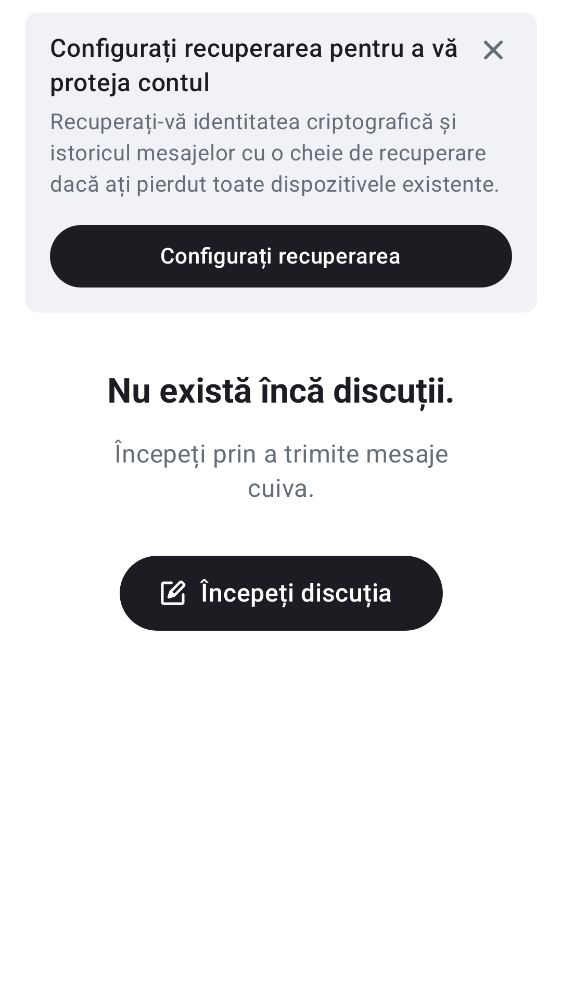 Configurați recuperarea pentru a vă
proteja contul
Recuperați-vă identitatea criptografică și
istoricul mesajelor cu o cheie de recuperare
dacă ați pierdut toate dispozitivele existente.
Configurați recuperarea
Nu există încă discuții.
Începeți prin a trimite mesaje
cuiva.
Începeți discuția